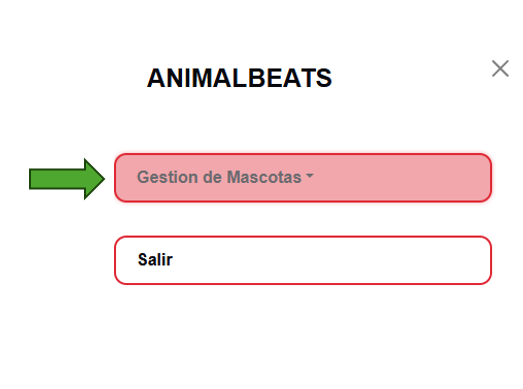 ANIMALBEATS
Gestion de Mascotas
Salir